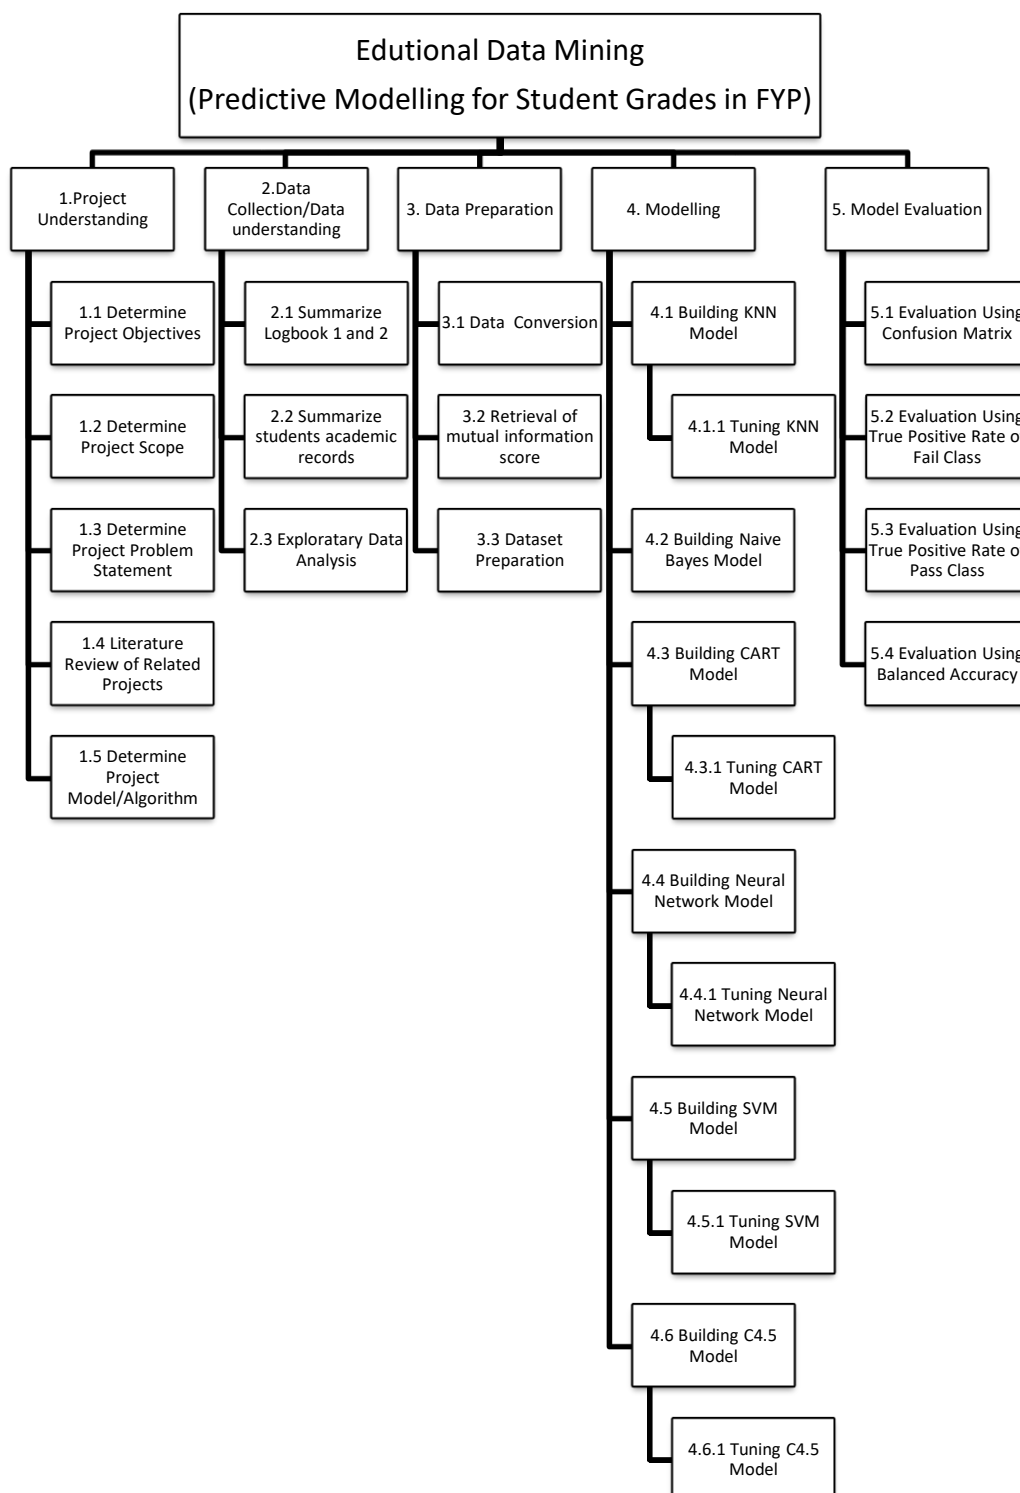 Edutional Data Mining
(Predictive Modelling for Student Grades in FYP)
1.Project
Understanding
1.1 Determine
Project Objectives
1.2 Determine
Project Scope
1.3 Determine
Project Problem
Statement
1.4 Literature
Review of Related
Projects
1.5 Determine
Project
Model/Algorithm
2.Data
Collection/Data
understanding
2.1 Summarize
Logbook 1 and 2
2.2 Summarize
students academic
records
2.3 Exploratary Data
Analysis
3. Data Preparation
3.1 Data Conversion
3.2 Retrieval of
mutual information
score
3.3 Dataset
Preparation
4. Modelling
4.1 Building KNN
Model
4.1.1 Tuning KNN
Model
4.2 Building Naive
Bayes Model
4.3 Building CART
Model
4.3.1 Tuning CART
Model
4.4 Building Neural
Network Model
4.4.1 Tuning Neural
Network Model
4.5 Building SVM
Model
4.5.1 Tuning SVM
Model
4.6 Building C4.5
Model
4.6.1 Tuning C4.5
Model
5. Model Evaluation
5.1 Evaluation Using
Confusion Matrix
5.2 Evaluation Using
True Positive Rate o
Fail Class
5.3 Evaluation Using
True Positive Rate o
Pass Class
5.4 Evaluation Using
Balanced Accuracy